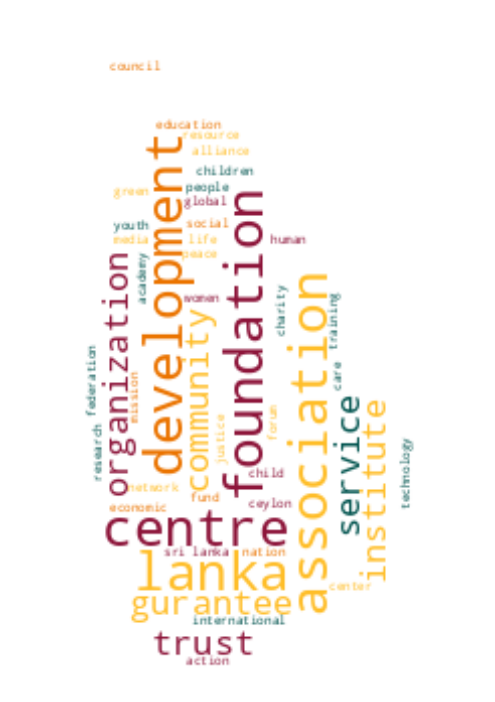 council
education
resource
alliance
children
green
people
global
development
foundation
youth
social
media
life
human
peace
academy
organization
women
charity
association
training
community
federation
mission
care
service
institute
justice
forum
research
technology
child
network
fund
ceylon
economic
centre
sri lanka
nation
lanka
center
gurantee
international
trust
action